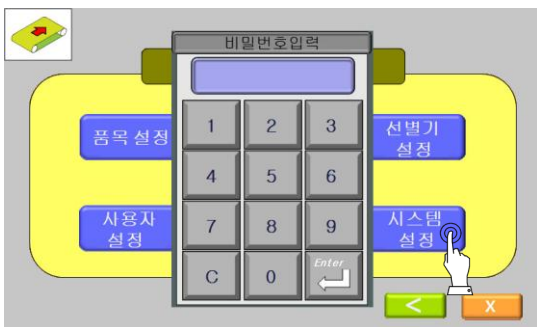 비밀번호입력
품목설정
1 2 3
선별기
설정
4 5 6
사용자
설정
7 8 9
시스템
설정
C 0 Enter
< X